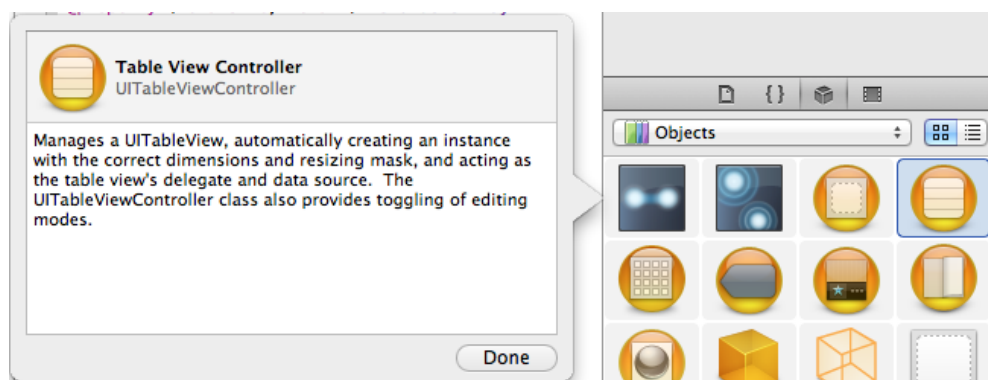 Table View Controller
UITableViewController
Manages a UITableView, automatically creating an instance
with the correct dimensions and resizing mask, and acting as
the table view's delegate and data source.  The
UITableViewController class also provides toggling of editing
modes.
Done
{}
Objects